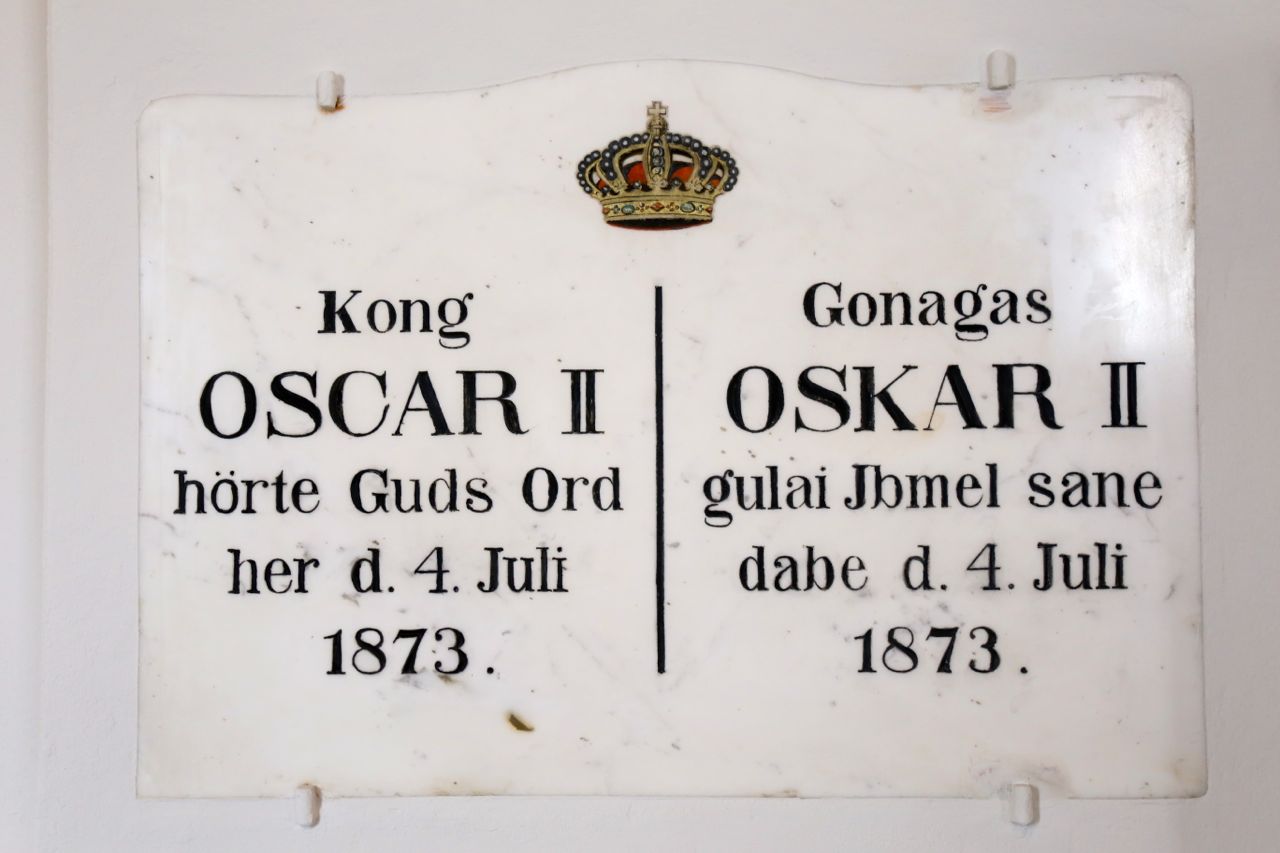 Kong
OSCAR II
hörte Guds Ord
her d. 4. Juli
1873.
Gonagas
OSKAR II
gulai Jbmel sane
dabe d. 4. Juli
1873.